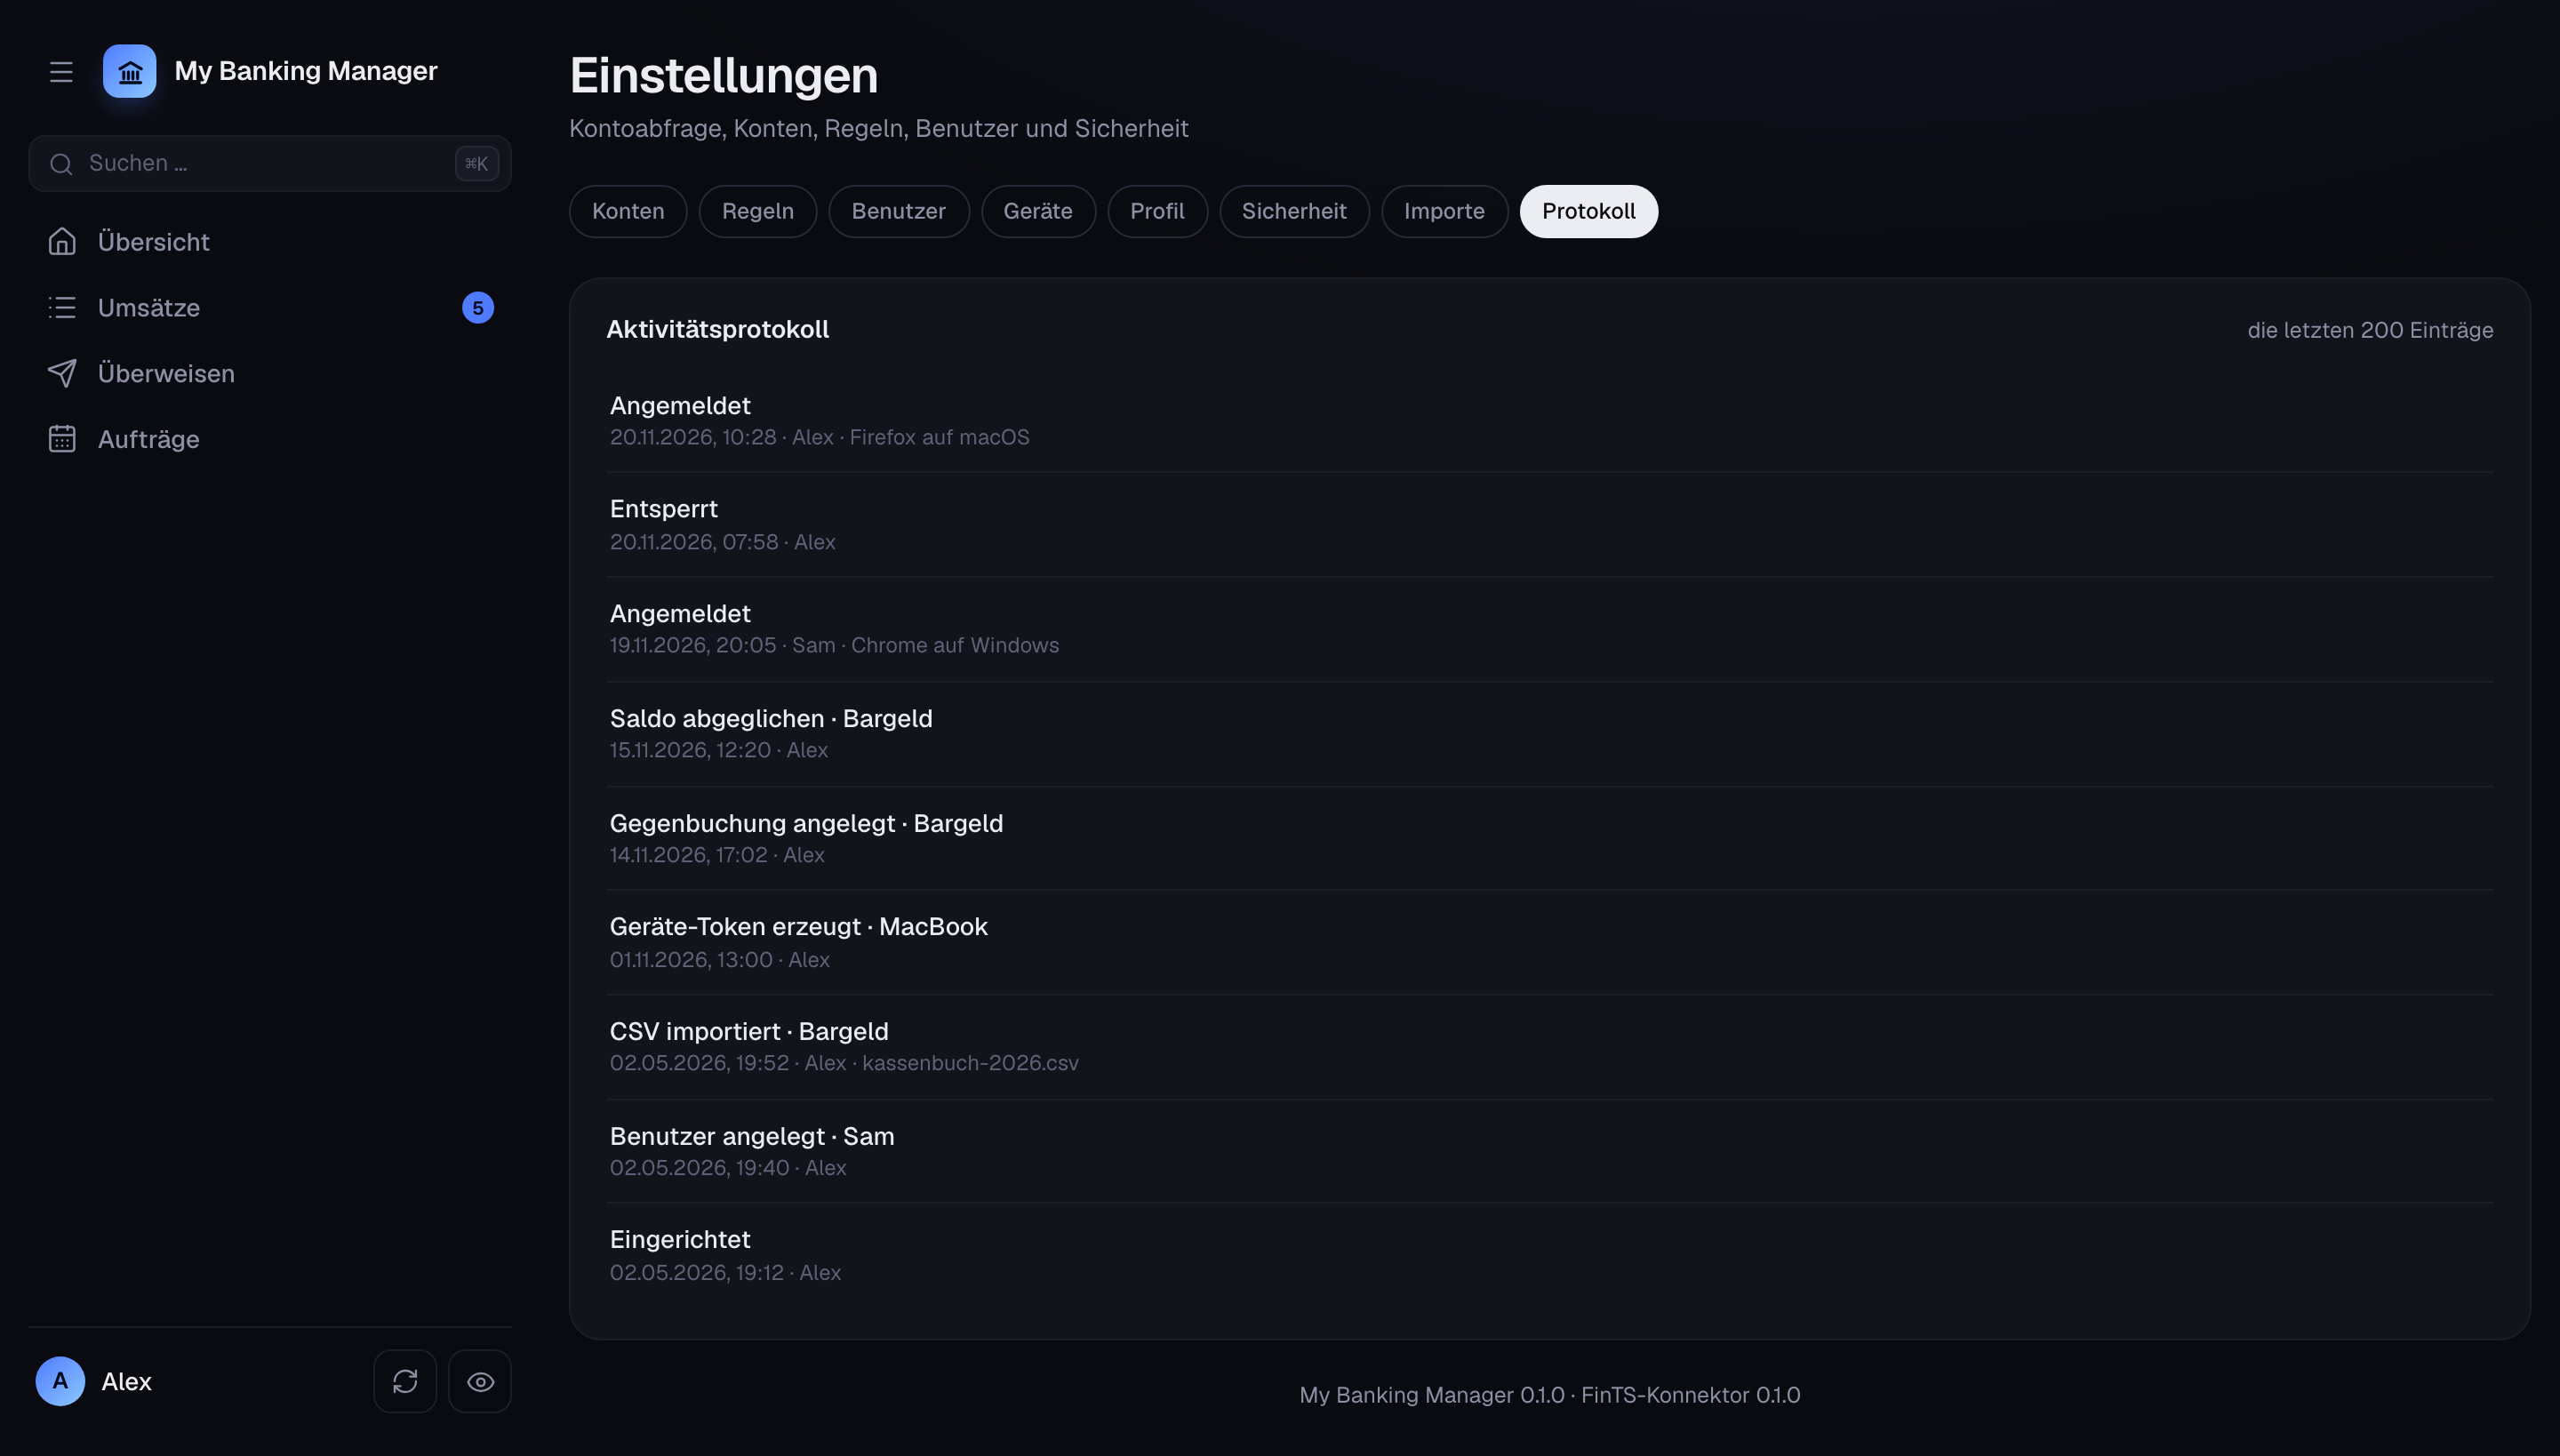 My Banking Manager
Suchen ...
⌘K
Übersicht
Umsätze
5
Überweisen
Aufträge
A
Alex
Einstellungen
Kontoabfrage, Konten, Regeln, Benutzer und Sicherheit
Konten
Regeln
Benutzer
Geräte
Profil
Sicherheit
Importe
Protokoll
Aktivitätsprotokoll
die letzten 200 Einträge
Angemeldet
20.11.2026, 10:28 · Alex · Firefox auf macOS
Entsperrt
20.11.2026, 07:58 · Alex
Angemeldet
19.11.2026, 20:05 · Sam · Chrome auf Windows
Saldo abgeglichen · Bargeld
15.11.2026, 12:20 · Alex
Gegenbuchung angelegt · Bargeld
14.11.2026, 17:02 · Alex
Geräte-Token erzeugt · MacBook
01.11.2026, 13:00 · Alex
CSV importiert · Bargeld
02.05.2026, 19:52 · Alex · kassenbuch-2026.csv
Benutzer angelegt · Sam
02.05.2026, 19:40 · Alex
Eingerichtet
02.05.2026, 19:12 · Alex
My Banking Manager 0.1.0 · FinTS-Konnektor 0.1.0